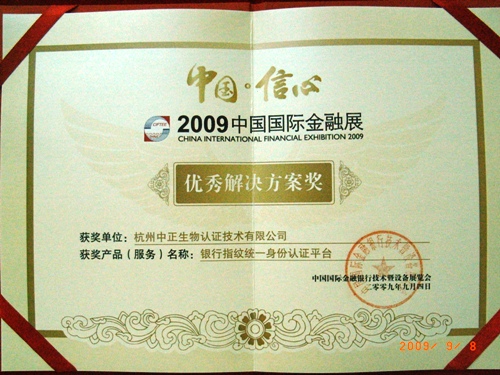 中国·信心
CIFTEE
2009中国国际金融展
CHINA INTERNATIONAL FINANCIAL EXHIBITION 2009
优秀解决方案奖
获奖单位：杭州中正生物认证技术有限公司
获奖产品（服务）名称：银行指纹统一身份认证平台
中国国际金融银行技术暨设备展览会
二零零九年九月四日
2009/ 9/ 8